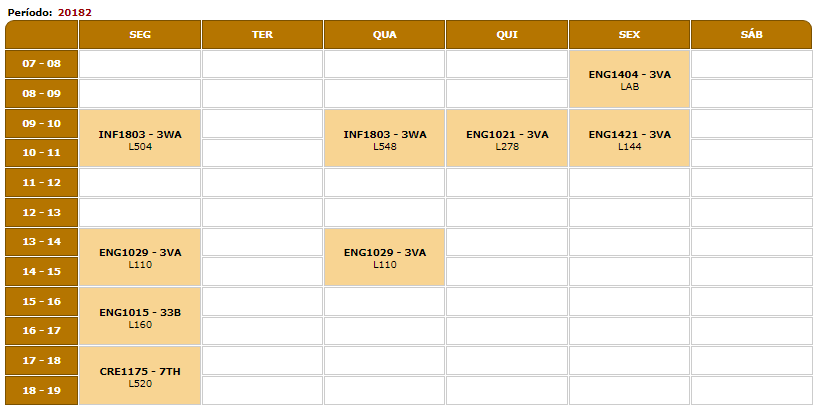 Período: 20182
SEG TER QUA QUI SEX SÁB
07 - 08
ENG1404 - 3VA
LAB
08 - 09
09 - 10
INF1803 - 3WA INF1803 - 3WA ENG1021 - 3VA ENG1421 - 3VA
L504 L548 L278 L144
10 - 11
11 - 12
12 - 13
13 - 14
ENG1029 - 3VA ENG1029 - 3VA
L110 L110
14 - 15
15 - 16
ENG1015 - 33B
L160
16 - 17
17 - 18
CRE1175 - 7TH
L520
18 - 19